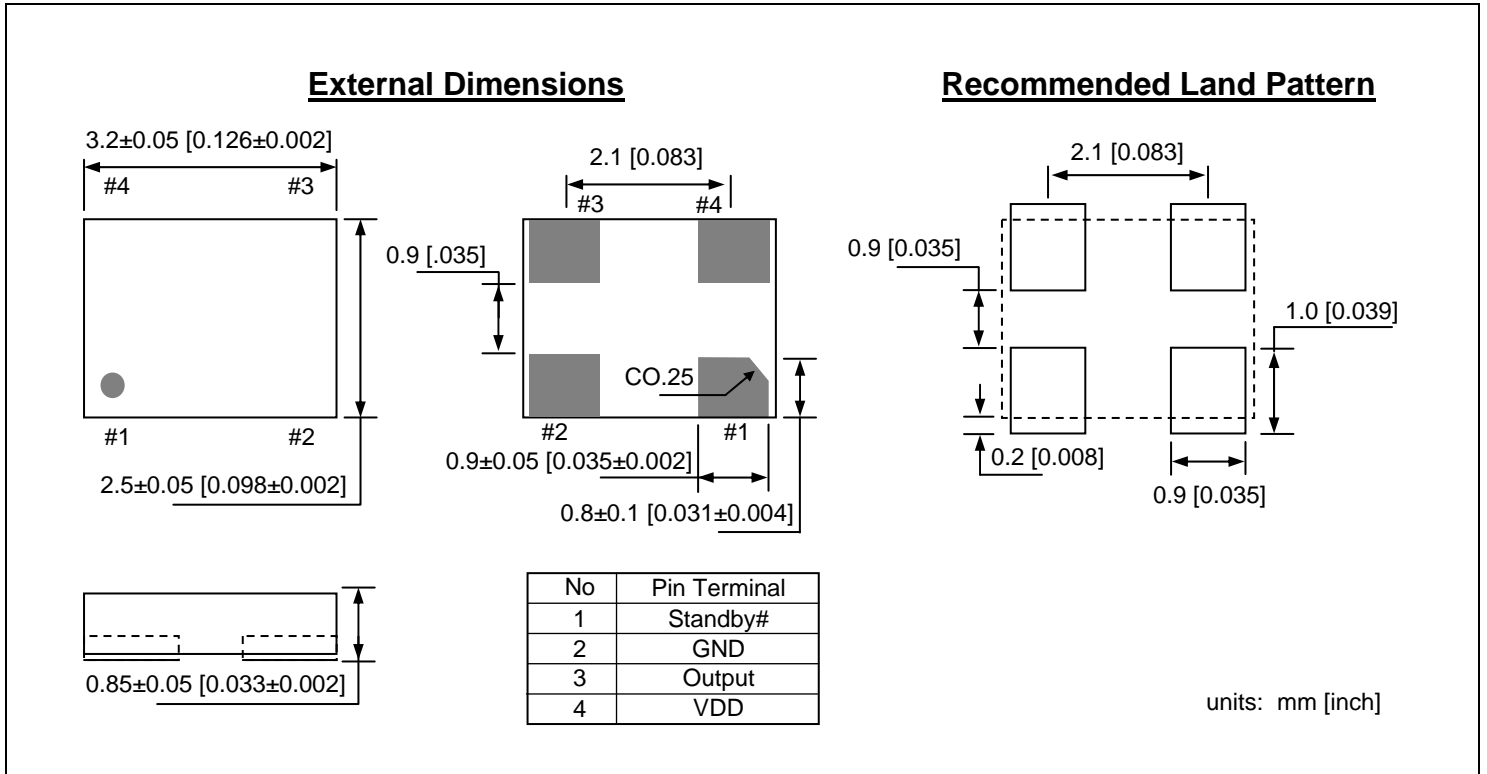 External Dimensions
Recommended Land Pattern
3.2±0.05 [0.126±0.002]
#4
#3
#1
#2
2.5±0.05 [0.098±0.002]
2.1 [0.083]
#3
#4
0.9 [.035]
CO.25
#2
#1
0.9±0.05 [0.035±0.002]
0.8±0.1 [0.031±0.004]
2.1 [0.083]
0.9 [0.035]
1.0 [0.039]
0.2 [0.008]
0.9 [0.035]
0.85±0.05 [0.033±0.002]
No Pin Terminal
1 Standby#
2 GND
3 Output
4 VDD
units: mm [inch]